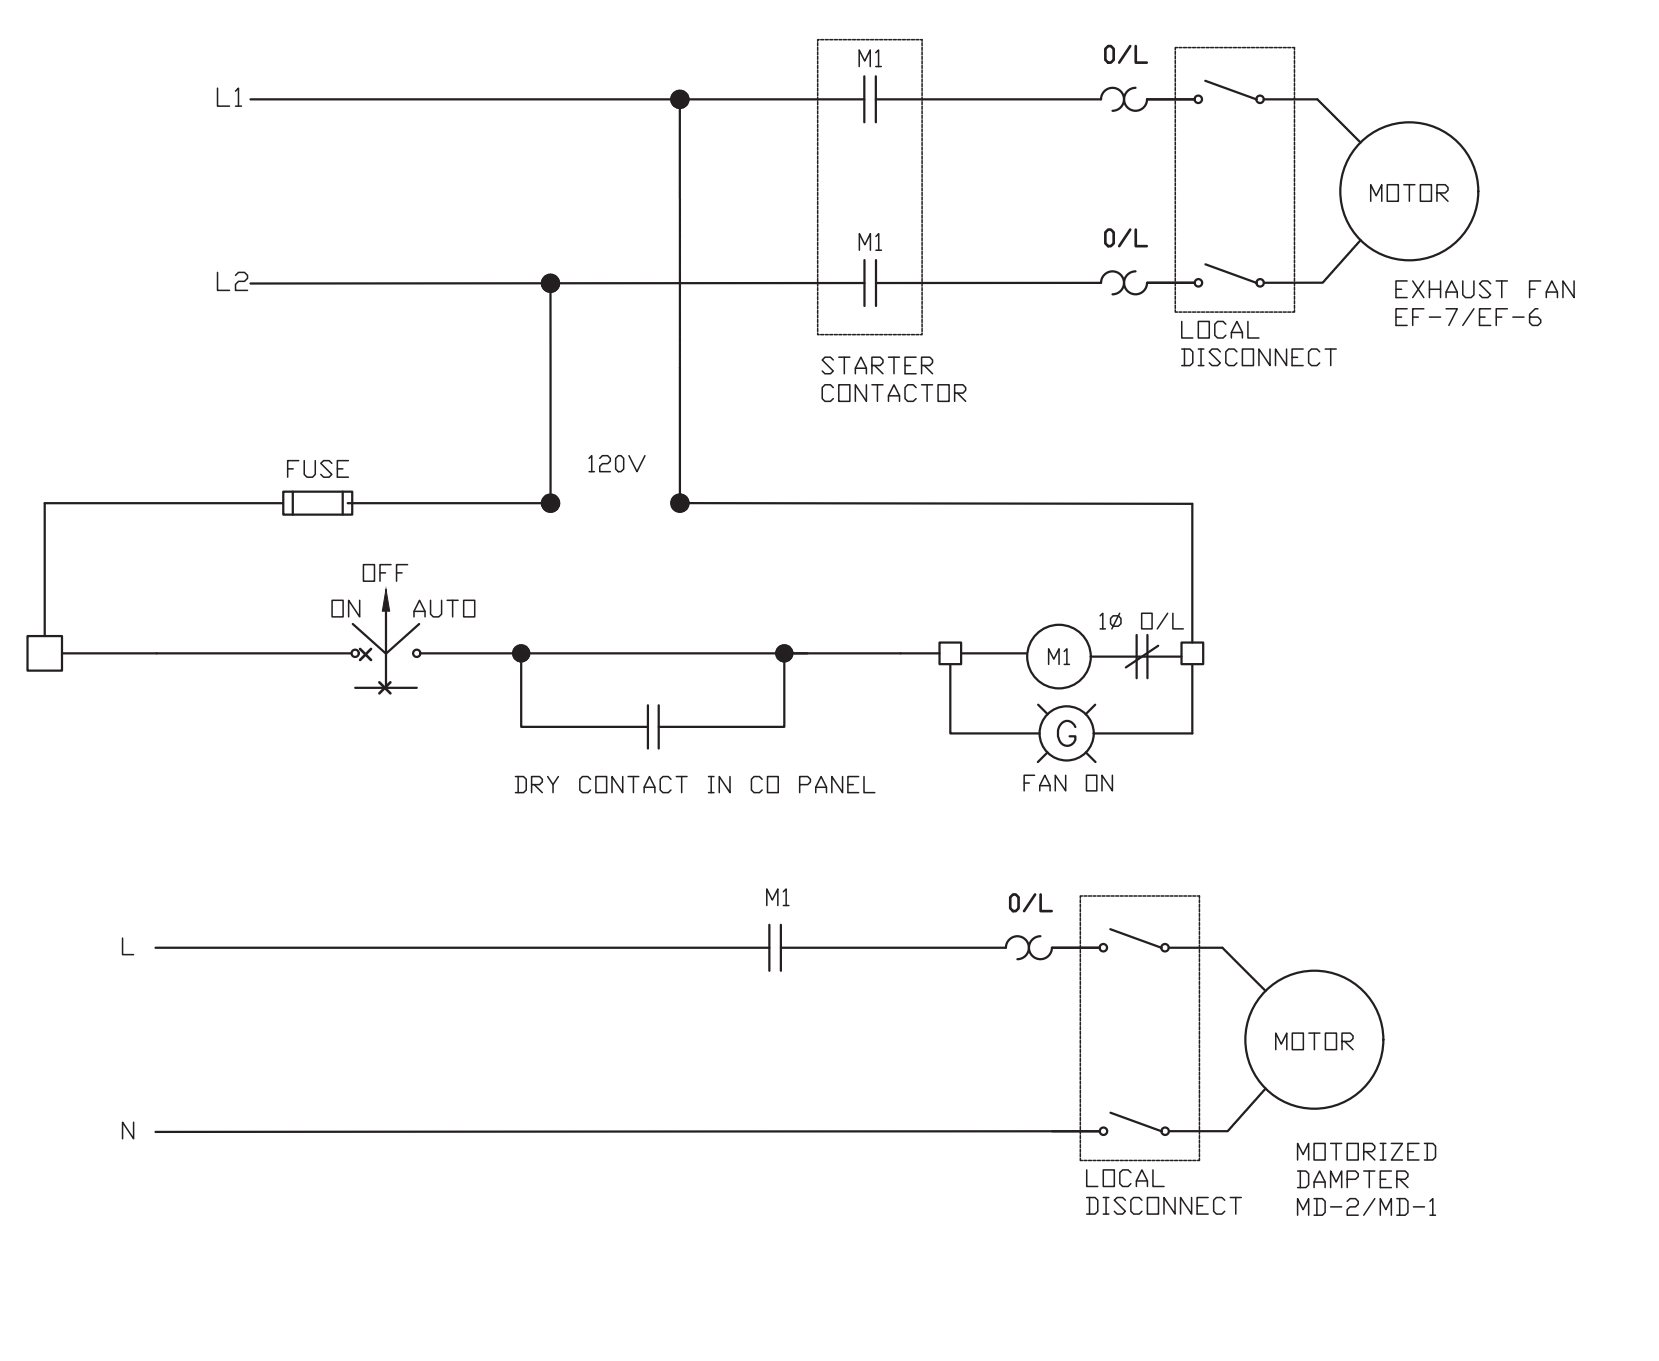 M1
O/L
L1
MOTOR
M1
O/L
L2
EXHAUST FAN
EF-7/EF-6
LOCAL
DISCONNECT
STARTER
CONTACTOR
FUSE
120V
OFF
ON
AUTO
1Ø O/L
M1
G
DRY CONTACT IN CO PANEL
FAN ON
M1
O/L
L
MOTOR
N
MOTORIZED
DAMPTER
MD-2/MD-1
LOCAL
DISCONNECT